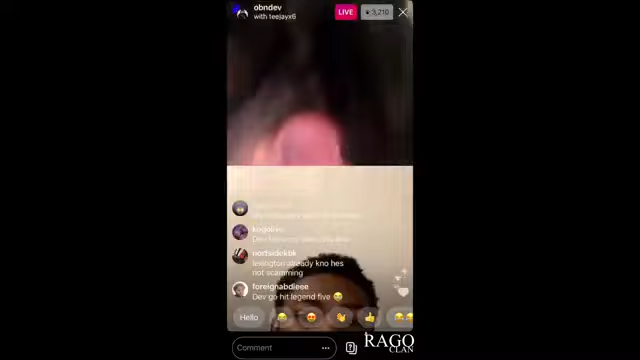 obndev
with teejayx6
LIVE
3,210
kogolive
nortsidekbk
lexington already kno hes
not scamming
foreignabdieee
Dev go hit legend five 😂
Hello
Comment
RAGO
CLAN